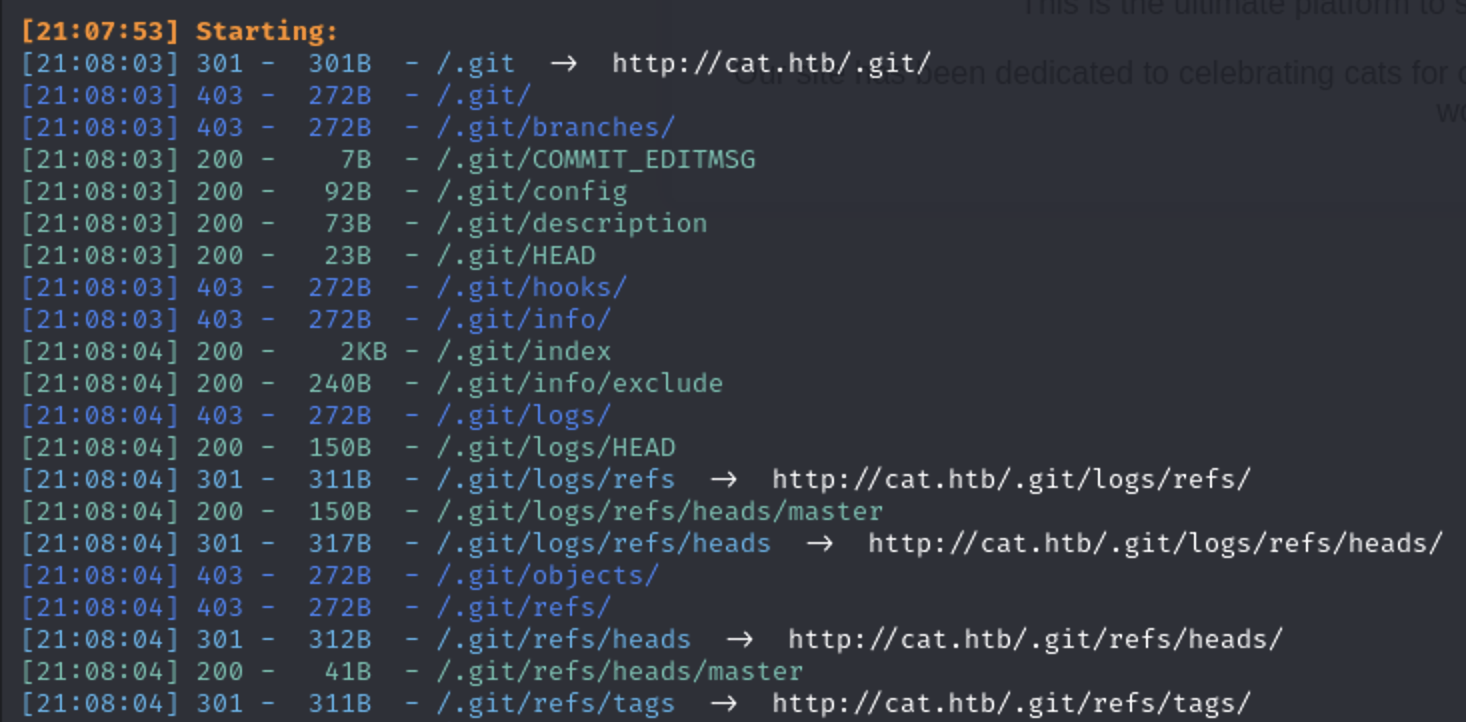 This is the ultimate platform to s
[21:07:53] Starting:
[21:08:03] 301 -  301B  - /.git  →  http://cat.htb/.git/
Our site has been dedicated to celebrating cats for
[21:08:03] 403 -  272B  - /.git/
[21:08:03] 403 -  272B  - /.git/branches/
[21:08:03] 200 -    7B  - /.git/COMMIT_EDITMSG
[21:08:03] 200 -   92B  - /.git/config
[21:08:03] 200 -   73B  - /.git/description
[21:08:03] 200 -   23B  - /.git/HEAD
[21:08:03] 403 -  272B  - /.git/hooks/
[21:08:03] 403 -  272B  - /.git/info/
[21:08:04] 200 -    2KB - /.git/index
[21:08:04] 200 -  240B  - /.git/info/exclude
[21:08:04] 403 -  272B  - /.git/logs/
[21:08:04] 200 -  150B  - /.git/logs/HEAD
[21:08:04] 301 -  311B  - /.git/logs/refs  →  http://cat.htb/.git/logs/refs/
[21:08:04] 200 -  150B  - /.git/logs/refs/heads/master
[21:08:04] 301 -  317B  - /.git/logs/refs/heads  →  http://cat.htb/.git/logs/refs/heads/
[21:08:04] 403 -  272B  - /.git/objects/
[21:08:04] 403 -  272B  - /.git/refs/
[21:08:04] 301 -  312B  - /.git/refs/heads  →  http://cat.htb/.git/refs/heads/
[21:08:04] 200 -   41B  - /.git/refs/heads/master
[21:08:04] 301 -  311B  - /.git/refs/tags  →  http://cat.htb/.git/refs/tags/